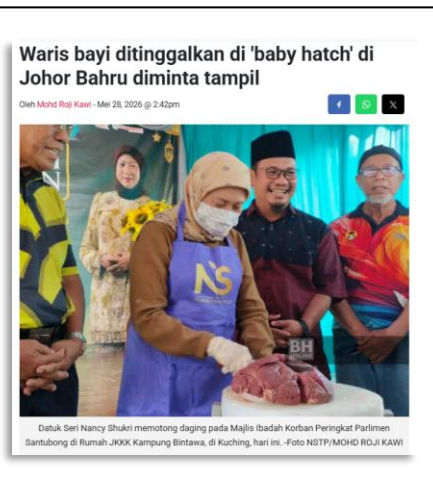 Waris bayi ditinggalkan di 'baby hatch' di
Johor Bahru diminta tampil
Oleh Mohd Roji Kawi - Mei 28, 2026 @ 2:42pm
NS
BH
ONLINE
Datuk Seri Nancy Shukri memotong daging pada Majlis Ibadah Korban Peringkat Parlimen
Santubong di Rumah JKKK Kampung Bintawa, di Kuching, hari ini. -Foto NSTP/MOHD ROJI KAWI